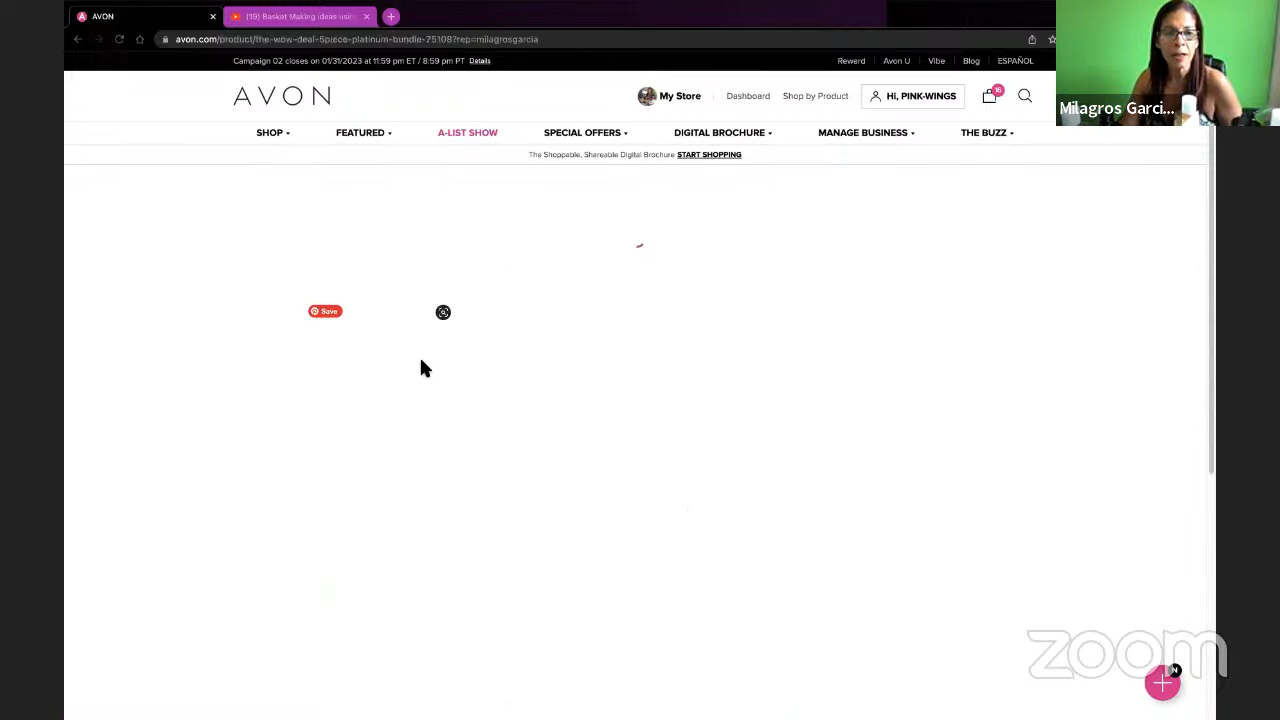 AVON
(19) Basket Making ideas usin
avon.com/product/the-wow-deal-5piece-platinum-bundle-75108?rep=milagrosgarcia
Campaign 02 closes on 01/31/2023 at 11:59 pm ET / 8:59 pm PT Details
Reward Avon U Vibe Blog ESPAÑOL
AVON
My Store Dashboard Shop by Product Hi, PINK-WINGS 16
SHOP FEATURED A-LIST SHOW SPECIAL OFFERS DIGITAL BROCHURE MANAGE BUSINESS THE BUZZ
The Shoppable, Shareable Digital Brochure START SHOPPING
Save
Milagros Garci...
zoom
N